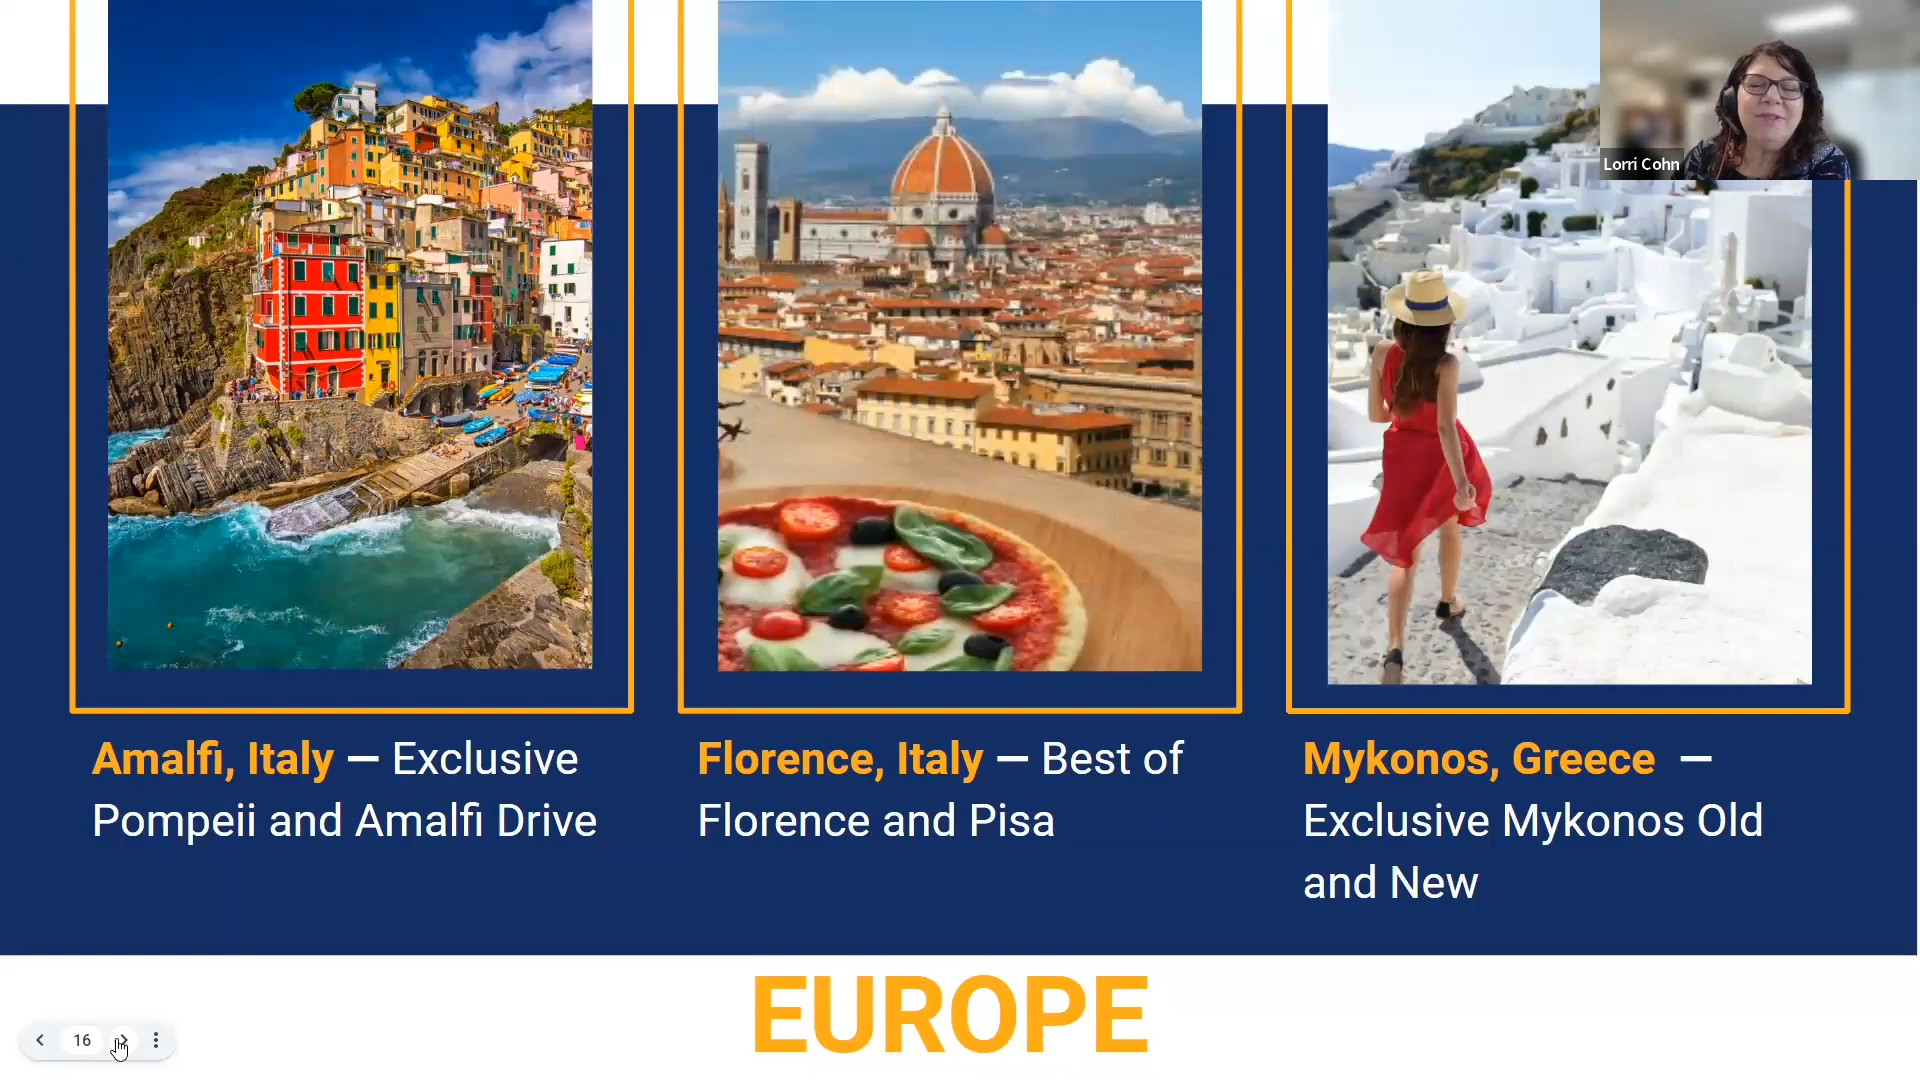 Lorri Cohn
Amalfi, Italy — Exclusive
Pompeii and Amalfi Drive
Florence, Italy — Best of
Florence and Pisa
Mykonos, Greece —
Exclusive Mykonos Old
and New
EUROPE
16